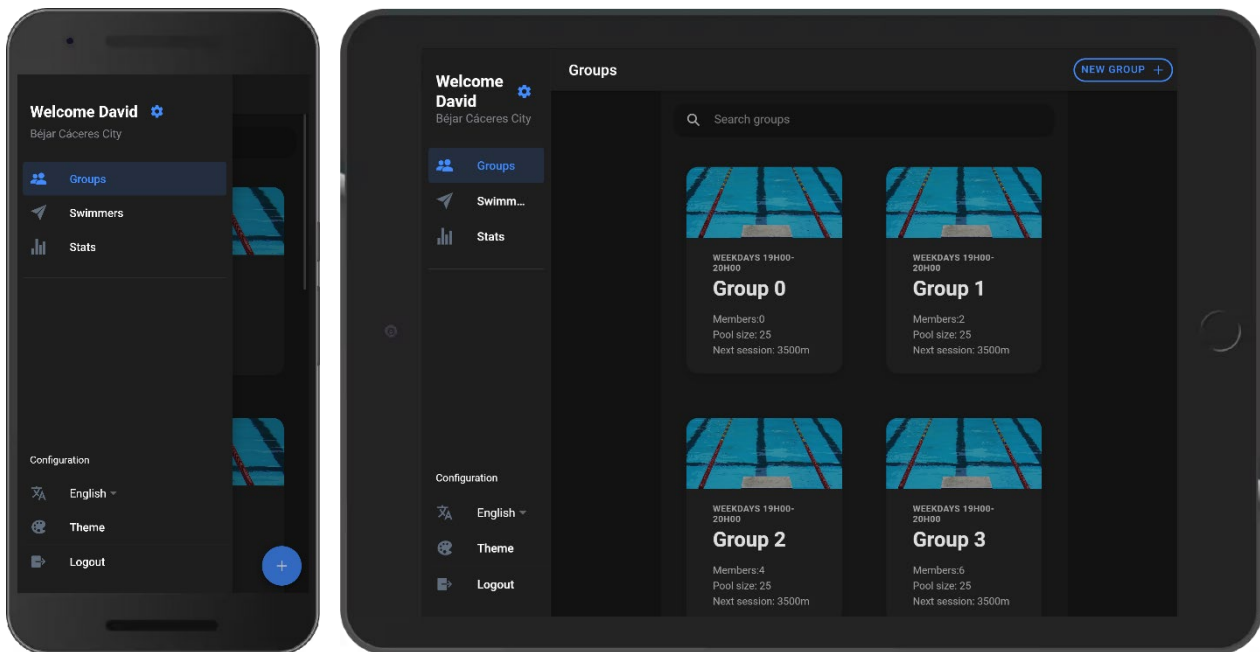 Welcome David
Béjar Cáceres City
Groups
Swimmers
Stats
Configuration
English
Theme
Logout
+
Welcome
David
Béjar Cáceres City
Groups
Swimm...
Stats
Configuration
English
Theme
Logout
Groups
NEW GROUP +
Search groups
WEEKDAYS 19H00-
20H00
Group 0
Members:0
Pool size: 25
Next session: 3500m
WEEKDAYS 19H00-
20H00
Group 1
Members:2
Pool size: 25
Next session: 3500m
WEEKDAYS 19H00-
20H00
Group 2
Members:4
Pool size: 25
Next session: 3500m
WEEKDAYS 19H00-
20H00
Group 3
Members:6
Pool size: 25
Next session: 3500m